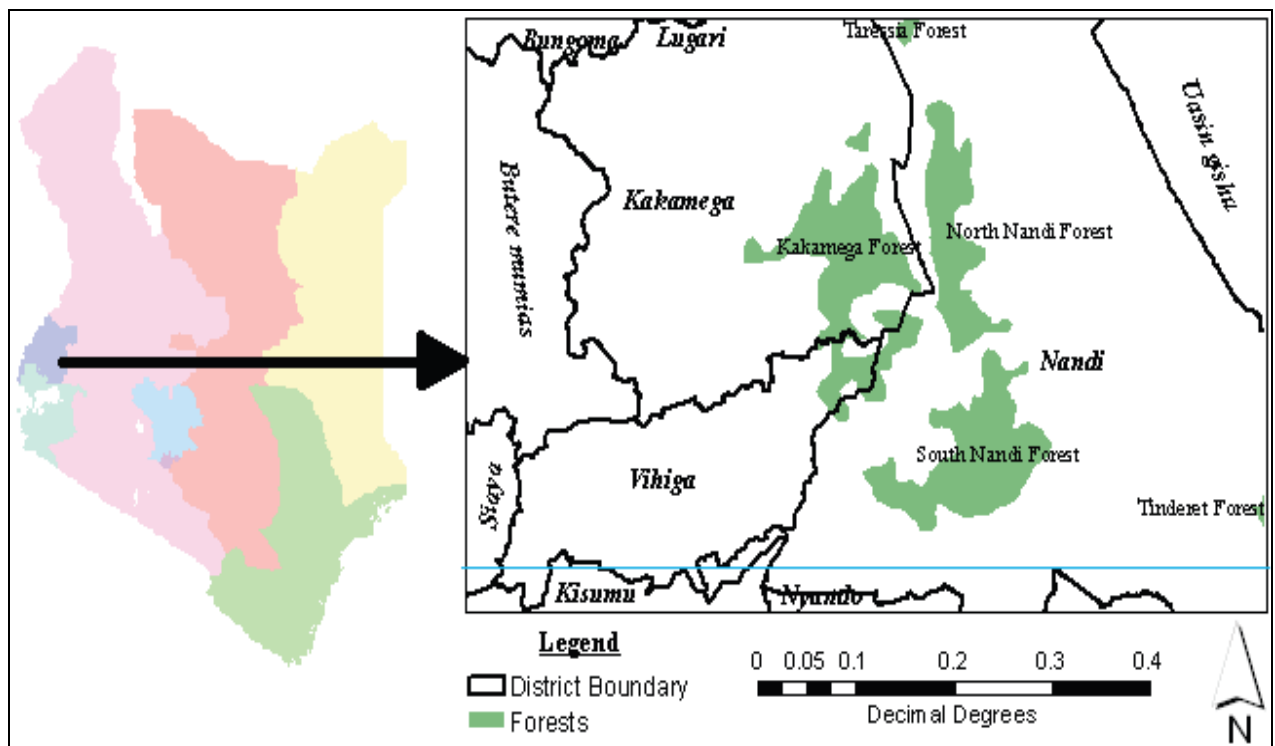 Bungoma
Lugari
Taressia Forest
Uasin gisha
Butere mumias
Kakamega
Kakamega Forest
North Nandi Forest
Nandi
South Nandi Forest
Vihiga
Siaya
Tinderet Forest
Kisumu
Nyando
Legend
District Boundary
Forests
0 0.05 0.1 0.2 0.3 0.4
Decimal Degrees
N